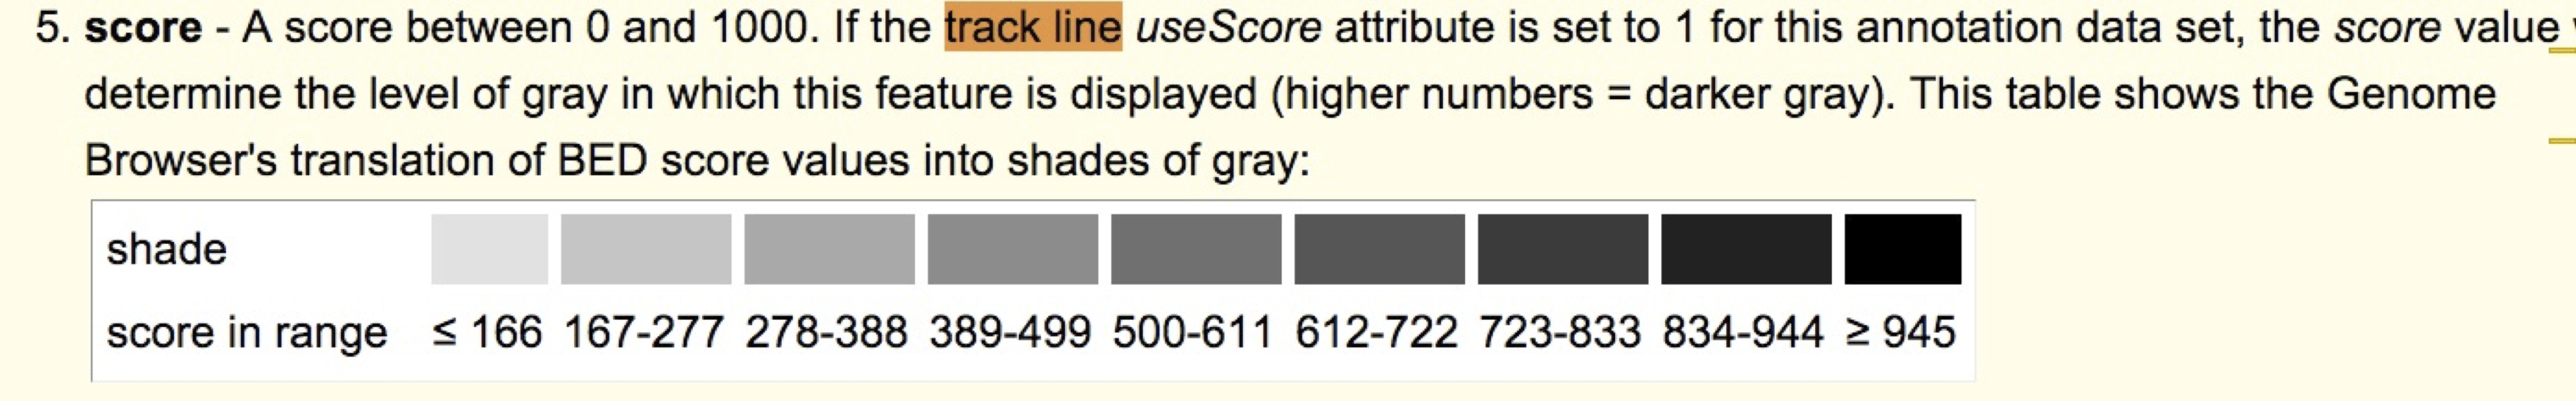 5. score - A score between 0 and 1000. If the track line useScore attribute is set to 1 for this annotation data set, the score value
determine the level of gray in which this feature is displayed (higher numbers = darker gray). This table shows the Genome
Browser's translation of BED score values into shades of gray:
shade
score in range ≤ 166 167-277 278-388 389-499 500-611 612-722 723-833 834-944 ≥ 945